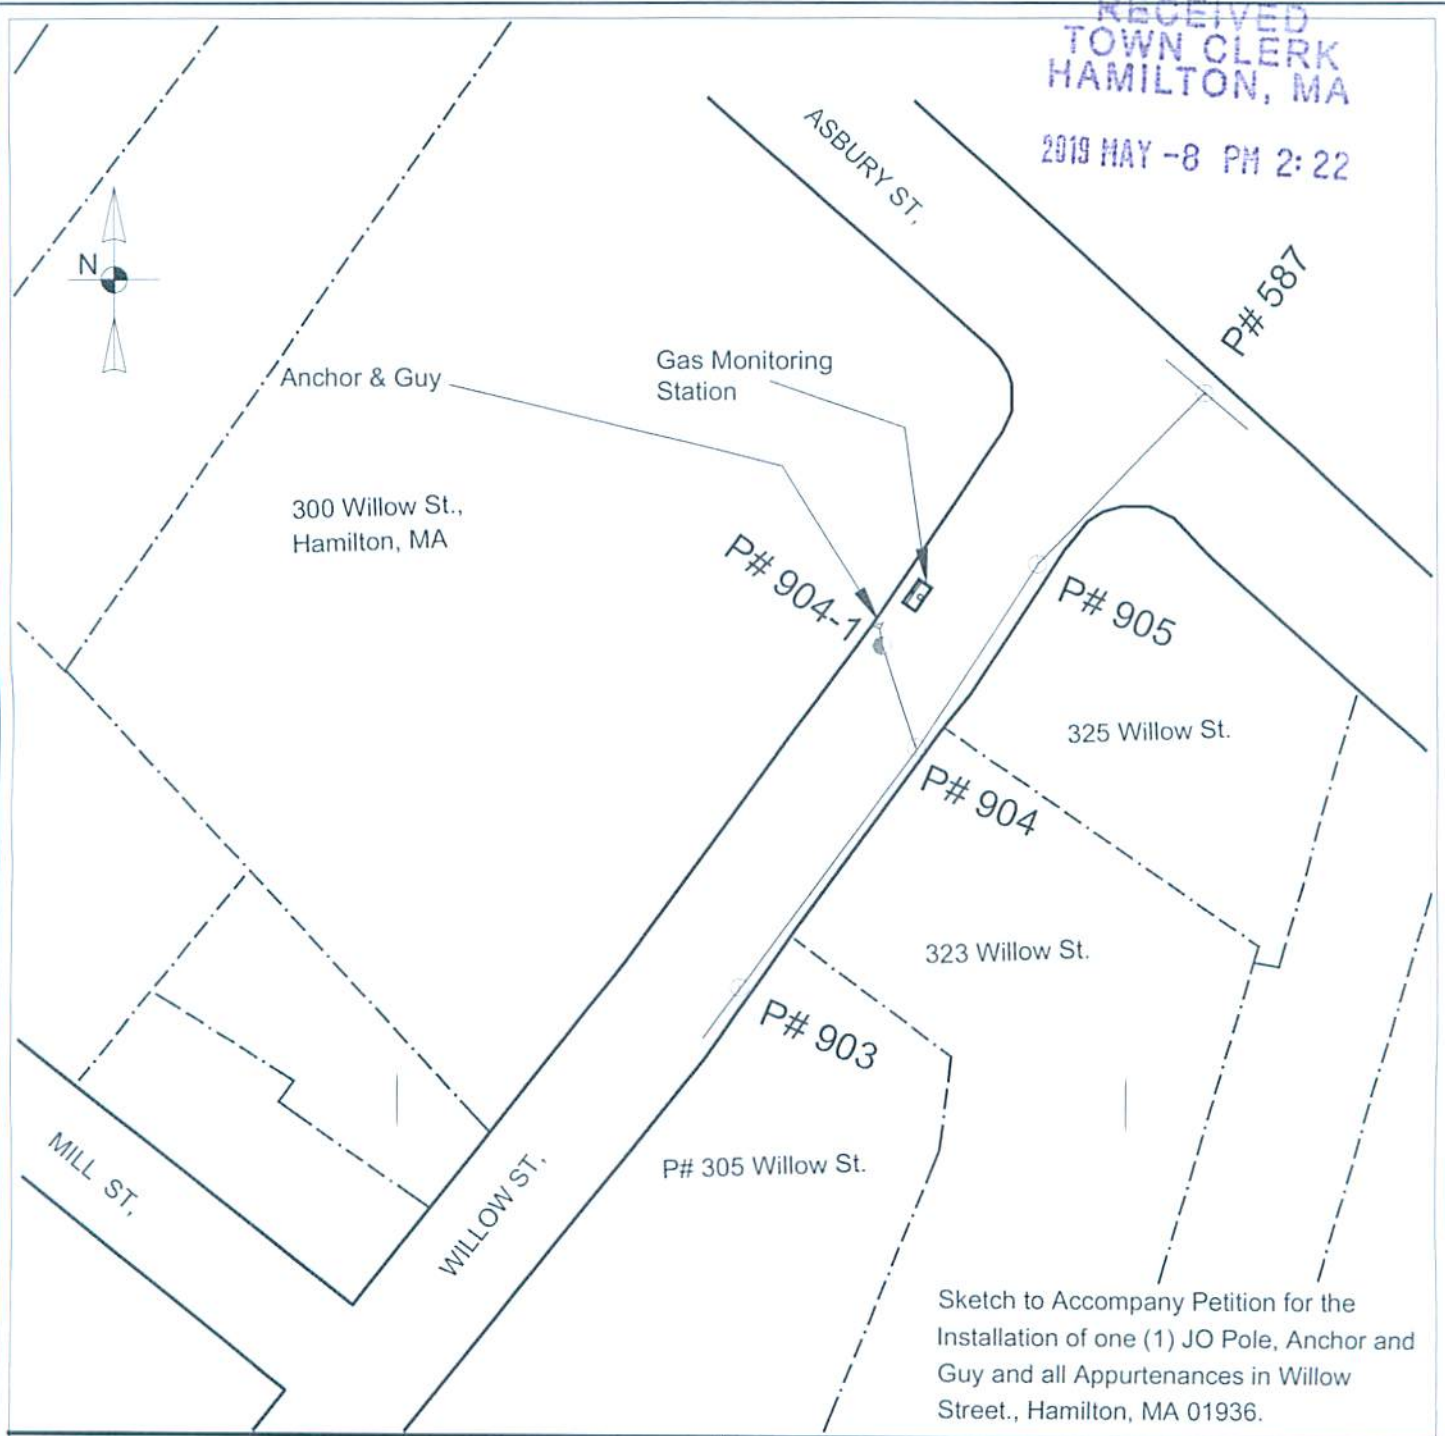 RECEIVED
TOWN CLERK
HAMILTON, MA
2019 MAY -8 PM 2:22
ASBURY ST,
P# 587
N
Anchor & Guy
Gas Monitoring
Station
300 Willow St.,
Hamilton, MA
P# 904-1
P# 905
325 Willow St.
P# 904
323 Willow St.
P# 903
P# 305 Willow St.
MILL ST,
WILLOW ST,
Sketch to Accompany Petition for the
Installation of one (1) JO Pole, Anchor and
Guy and all Appurtenances in Willow
Street., Hamilton, MA 01936.